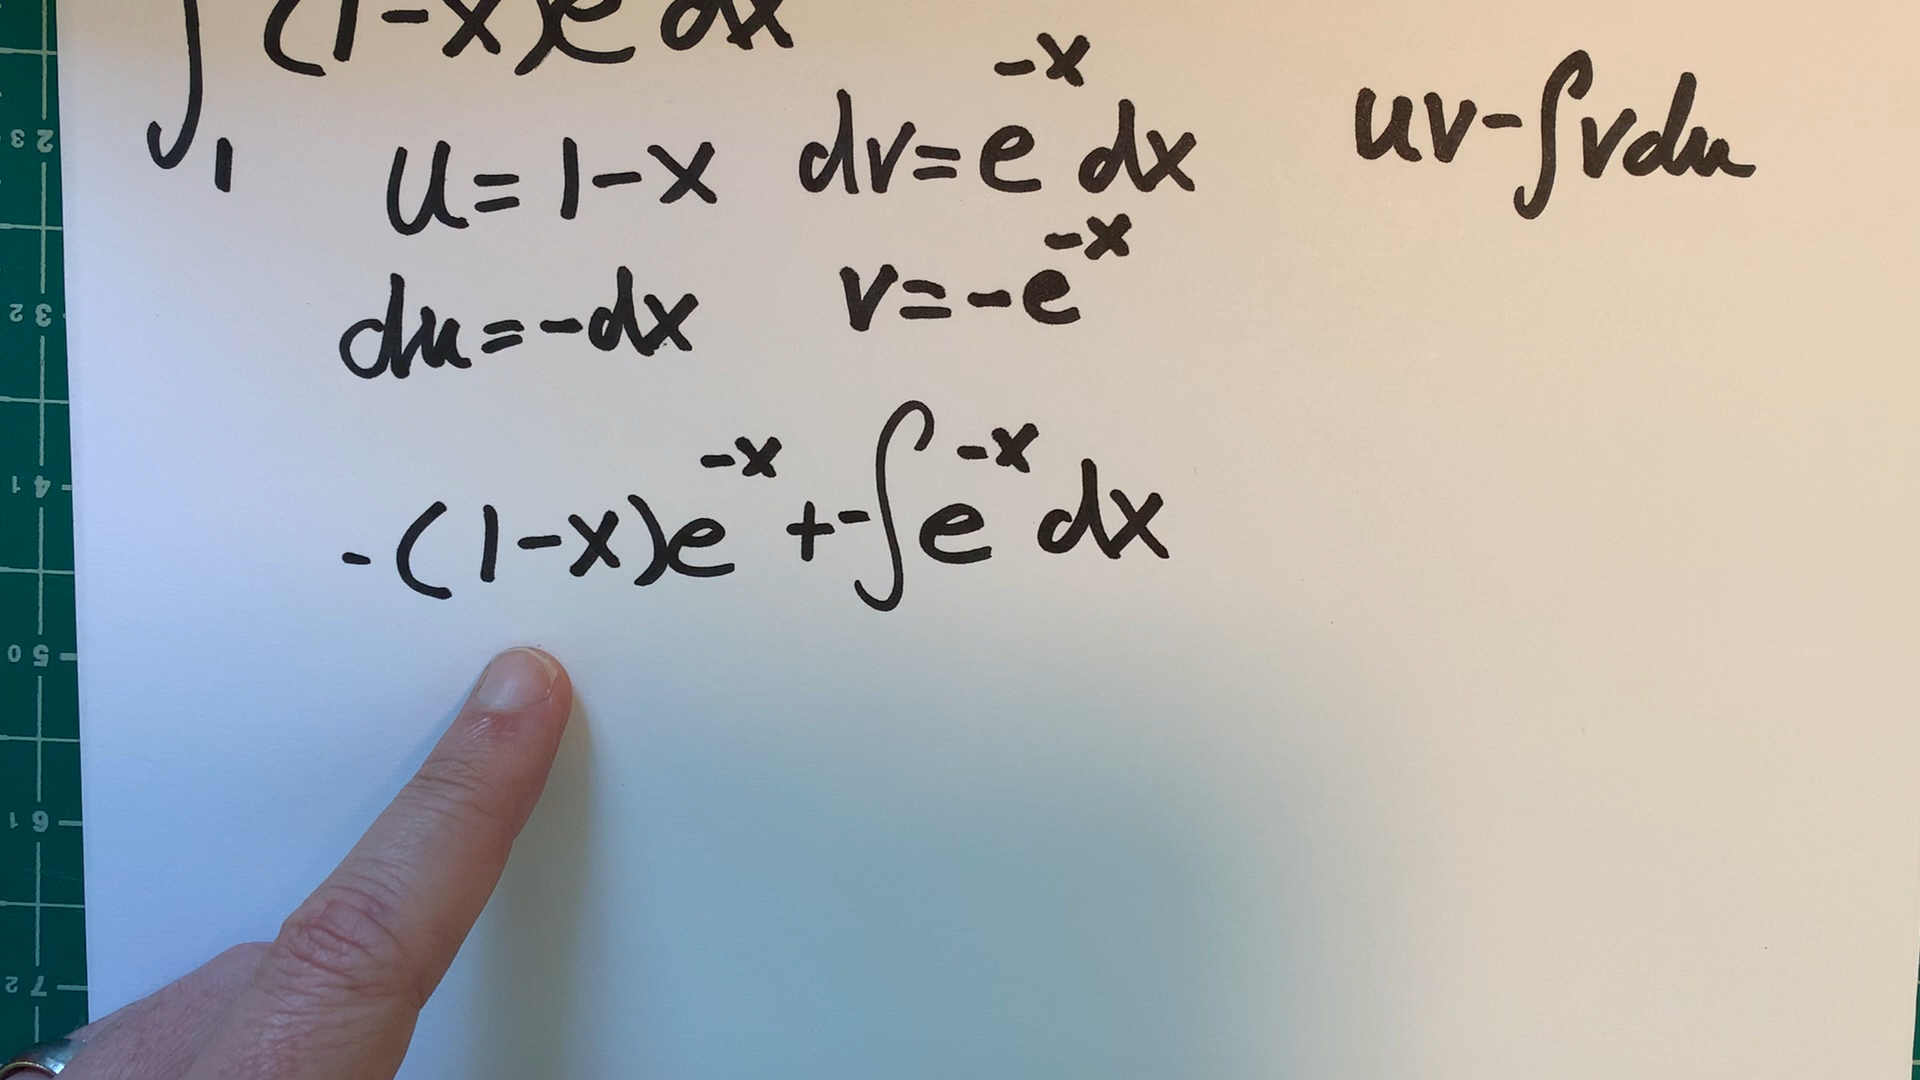 ∫₁ (1-x)e dx
u = 1-x dv = e^-x dx uv - ∫vdu
du = -dx v = -e^-x
-(1-x)e^-x + -∫e^-x dx